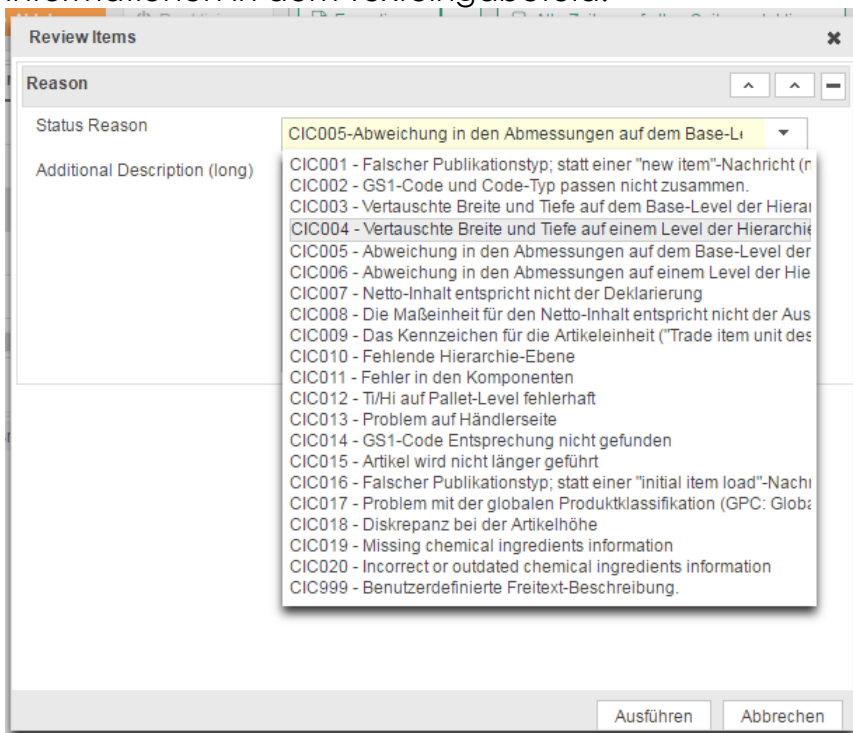 Informationen in dem Texteingabefeld.
Review Items
Reason
Status Reason
CIC005-Abweichung in den Abmessungen auf dem Base-Le
Additional Description (long)
CIC001 - Falscher Publikationstyp; statt einer "new item"-Nachricht (n
CIC002 - GS1-Code und Code-Typ passen nicht zusammen.
CIC003 - Vertauschte Breite und Tiefe auf dem Base-Level der Hierar
CIC004 - Vertauschte Breite und Tiefe auf einem Level der Hierarchie
CIC005 - Abweichung in den Abmessungen auf dem Base-Level der
CIC006 - Abweichung in den Abmessungen auf einem Level der Hie
CIC007 - Netto-Inhalt entspricht nicht der Deklarierung
CIC008 - Die Maßeinheit für den Netto-Inhalt entspricht nicht der Aus
CIC009 - Das Kennzeichen für die Artikeleinheit ("Trade item unit des
CIC010 - Fehlende Hierarchie-Ebene
CIC011 - Fehler in den Komponenten
CIC012 - Ti/Hi auf Pallet-Level fehlerhaft
CIC013 - Problem auf Händlerseite
CIC014 - GS1-Code Entsprechung nicht gefunden
CIC015 - Artikel wird nicht länger geführt
CIC016 - Falscher Publikationstyp; statt einer "initial item load"-Nachr
CIC017 - Problem mit der globalen Produktklassifikation (GPC: Globa
CIC018 - Diskrepanz bei der Artikelhöhe
CIC019 - Missing chemical ingredients information
CIC020 - Incorrect or outdated chemical ingredients information
CIC999 - Benutzerdefinierte Freitext-Beschreibung.
Ausführen
Abbrechen